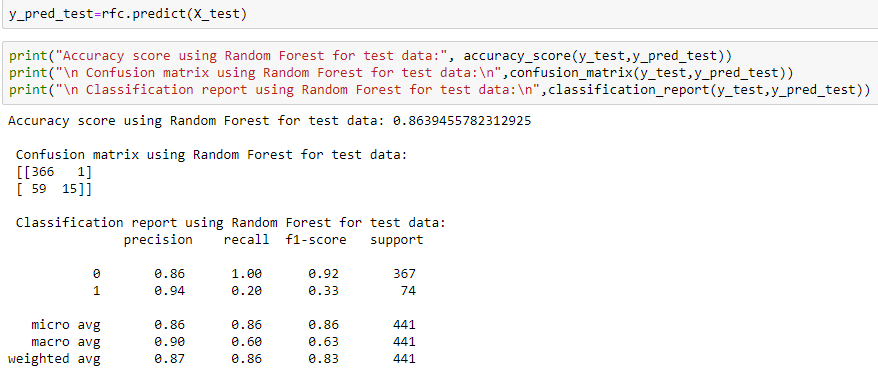 y_pred_test=rfc.predict(X_test)
print("Accuracy score using Random Forest for test data:", accuracy_score(y_test,y_pred_test))
print("\n Confusion matrix using Random Forest for test data:\n",confusion_matrix(y_test,y_pred_test))
print("\n Classification report using Random Forest for test data:\n",classification_report(y_test,y_pred_test))
Accuracy score using Random Forest for test data: 0.8639455782312925
Confusion matrix using Random Forest for test data:
[[366   1]
[ 59  15]]
Classification report using Random Forest for test data:
precision    recall  f1-score   support
0       0.86      1.00      0.92       367
1       0.94      0.20      0.33        74
micro avg       0.86      0.86      0.86       441
macro avg       0.90      0.60      0.63       441
weighted avg       0.87      0.86      0.83       441